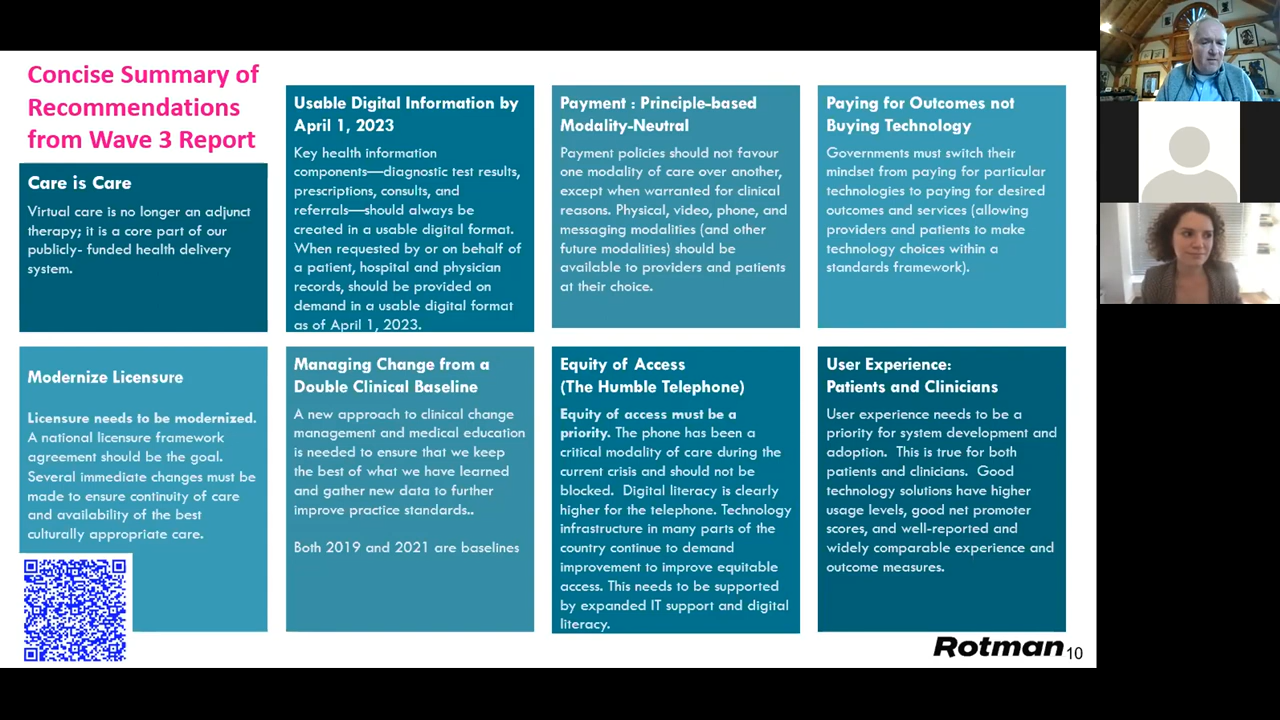 Concise Summary of
Recommendations
from Wave 3 Report
Care is Care
Virtual care is no longer an adjunct
therapy; it is a core part of our
publicly- funded health delivery
system.
Usable Digital Information by
April 1, 2023
Key health information
components—diagnostic test results,
prescriptions, consults, and
referrals—should always be
created in a usable digital format.
When requested by or on behalf of
a patient, hospital and physician
records, should be provided on
demand in a usable digital format
as of April 1, 2023.
Payment : Principle-based
Modality-Neutral
Payment policies should not favour
one modality of care over another,
except when warranted for clinical
reasons. Physical, video, phone, and
messaging modalities (and other
future modalities) should be
available to providers and patients
at their choice.
Paying for Outcomes not
Buying Technology
Governments must switch their
mindset from paying for particular
technologies to paying for desired
outcomes and services (allowing
providers and patients to make
technology choices within a
standards framework).
Modernize Licensure
Licensure needs to be modernized.
A national licensure framework
agreement should be the goal.
Several immediate changes must be
made to ensure continuity of care
and availability of the best
culturally appropriate care.
Managing Change from a
Double Clinical Baseline
A new approach to clinical change
management and medical education
is needed to ensure that we keep
the best of what we have learned
and gather new data to further
improve practice standards..
Both 2019 and 2021 are baselines
Equity of Access
(The Humble Telephone)
Equity of access must be a
priority. The phone has been a
critical modality of care during the
current crisis and should not be
blocked. Digital literacy is clearly
higher for the telephone. Technology
infrastructure in many parts of the
country continue to demand
improvement to improve equitable
access. This needs to be supported
by expanded IT support and digital
literacy.
User Experience:
Patients and Clinicians
User experience needs to be a
priority for system development and
adoption. This is true for both
patients and clinicians. Good
technology solutions have higher
usage levels, good net promoter
scores, and well-reported and
widely comparable experience and
outcome measures.
Rotman 10